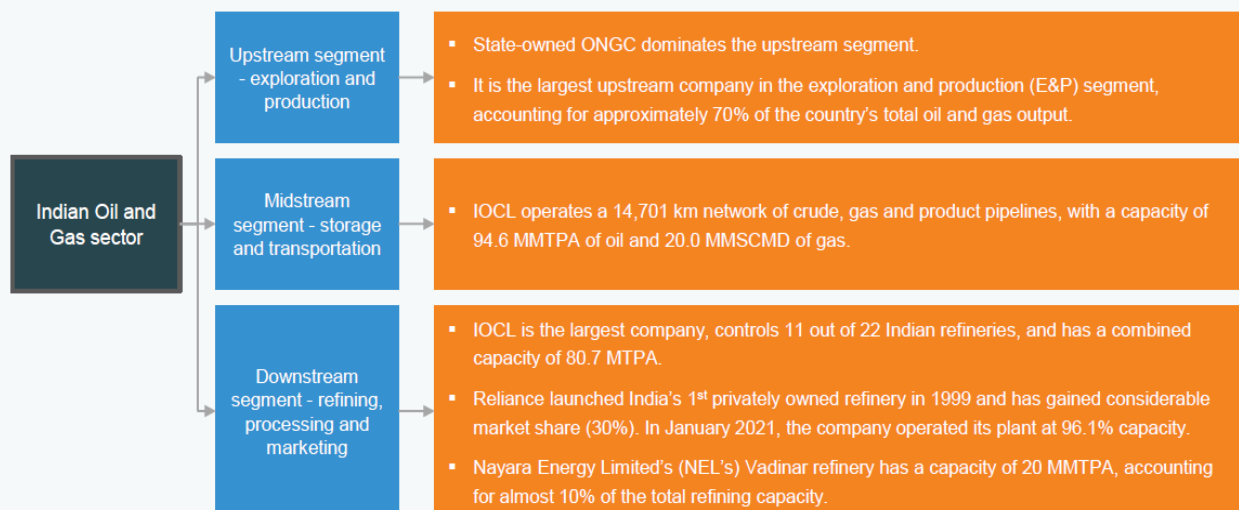 Indian Oil and
Gas sector
Upstream segment
- exploration and
production
▪ State-owned ONGC dominates the upstream segment.
▪ It is the largest upstream company in the exploration and production (E&P) segment,
accounting for approximately 70% of the country's total oil and gas output.
Midstream
segment - storage
and transportation
▪ IOCL operates a 14,701 km network of crude, gas and product pipelines, with a capacity of
94.6 MMTPA of oil and 20.0 MMSCMD of gas.
Downstream
segment - refining,
processing and
marketing
▪ IOCL is the largest company, controls 11 out of 22 Indian refineries, and has a combined
capacity of 80.7 MTPA.
▪ Reliance launched India's 1st privately owned refinery in 1999 and has gained considerable
market share (30%). In January 2021, the company operated its plant at 96.1% capacity.
▪ Nayara Energy Limited's (NEL's) Vadinar refinery has a capacity of 20 MMTPA, accounting
for almost 10% of the total refining capacity.